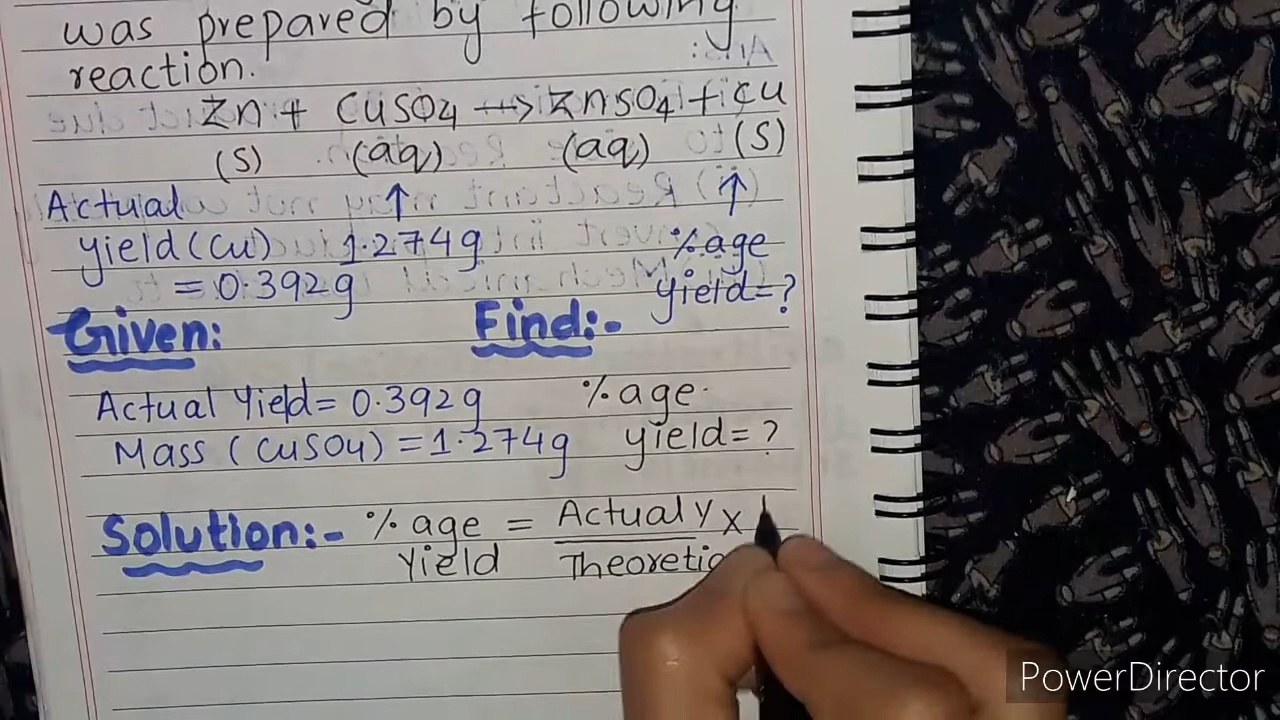 was prepared by following
reaction.
Zn + CuSO4 → ZnSO4 + Cu
(S) (aq) (aq) (S)
Actual ↑ ↑
yield (Cu) 1.274g %age
= 0.392g yield=?
Given: Find:-
Actual Yield= 0.392g %age
Mass (CuSO4) = 1.274g yield= ?
Solution:- % age = Actual Y x
Yield Theoretic
PowerDirector